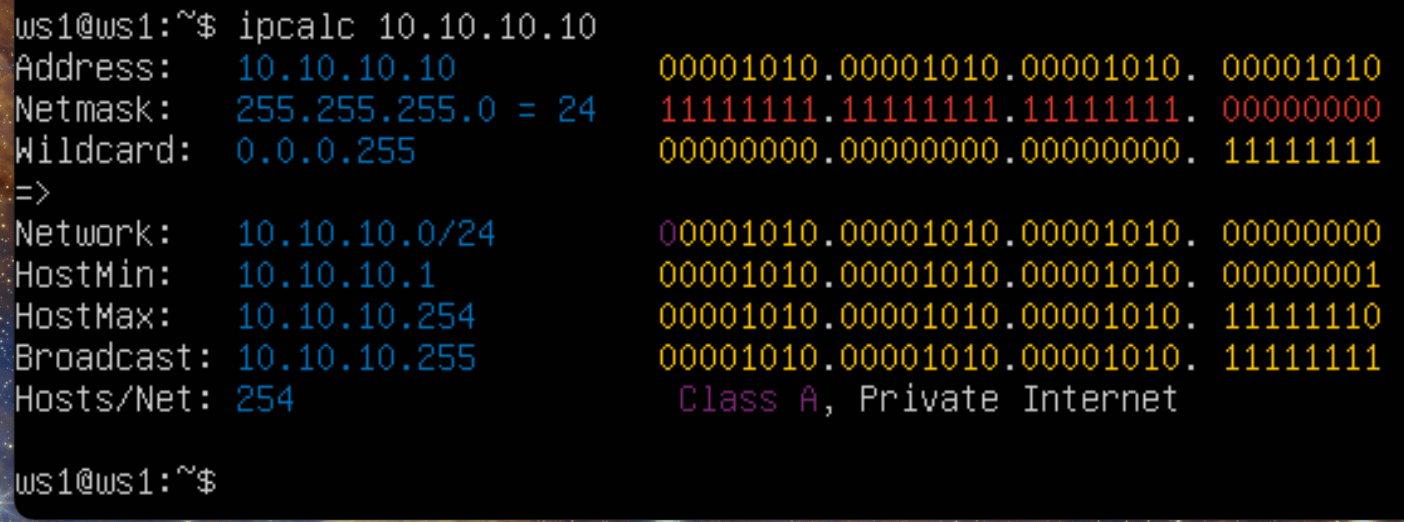 ws1@ws1:~$ ipcalc 10.10.10.10
Address:   10.10.10.10          00001010.00001010.00001010. 00001010
Netmask:   255.255.255.0 = 24   11111111.11111111.11111111. 00000000
Wildcard:  0.0.0.255            00000000.00000000.00000000. 11111111
=>
Network:   10.10.10.0/24        00001010.00001010.00001010. 00000000
HostMin:   10.10.10.1           00001010.00001010.00001010. 00000001
HostMax:   10.10.10.254         00001010.00001010.00001010. 11111110
Broadcast: 10.10.10.255         00001010.00001010.00001010. 11111111
Hosts/Net: 254                   Class A, Private Internet
ws1@ws1:~$